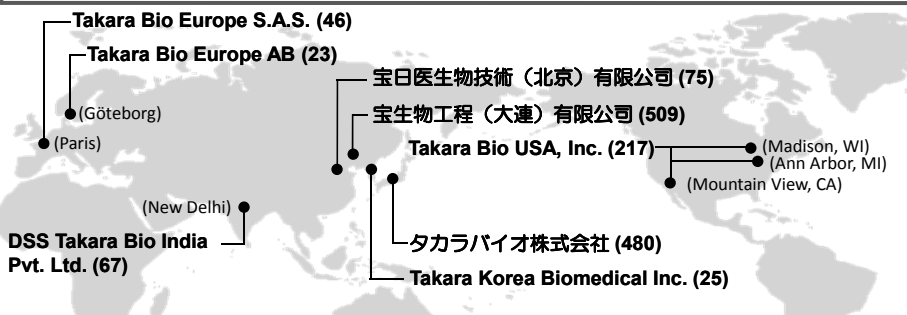 Takara Bio Europe S.A.S. (46)
Takara Bio Europe AB (23)
宝日医生物技術（北京）有限公司 (75)
(Göteborg)
宝生物工程（大連）有限公司 (509)
(Paris)
Takara Bio USA, Inc. (217)
(Madison, WI)
(Ann Arbor, MI)
(Mountain View, CA)
(New Delhi)
DSS Takara Bio India
Pvt. Ltd. (67)
タカラバイオ株式会社 (480)
Takara Korea Biomedical Inc. (25)